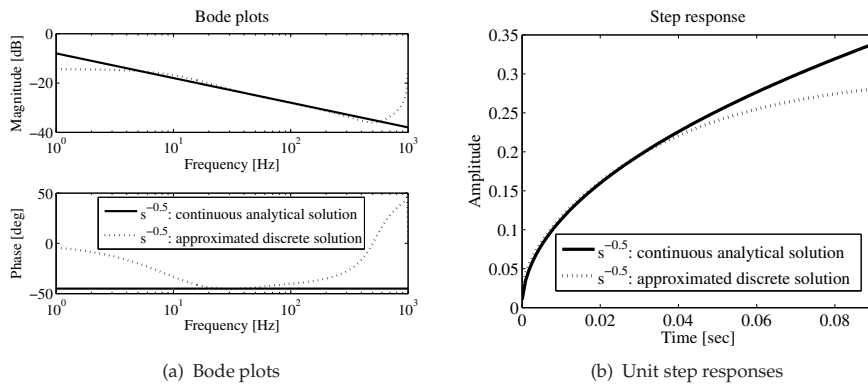 Bode plots
0
−20
−40
Magnitude [dB]
10^0
10^1
10^2
10^3
Frequency [Hz]
50
0
−50
Phase [deg]
s^−0.5: continuous analytical solution
s^−0.5: approximated discrete solution
10^0
10^1
10^2
10^3
Frequency [Hz]
(a) Bode plots
Step response
0.35
0.3
0.25
0.2
0.15
0.1
0.05
0
Amplitude
s^−0.5: continuous analytical solution
s^−0.5: approximated discrete solution
0
0.02
0.04
0.06
0.08
Time [sec]
(b) Unit step responses